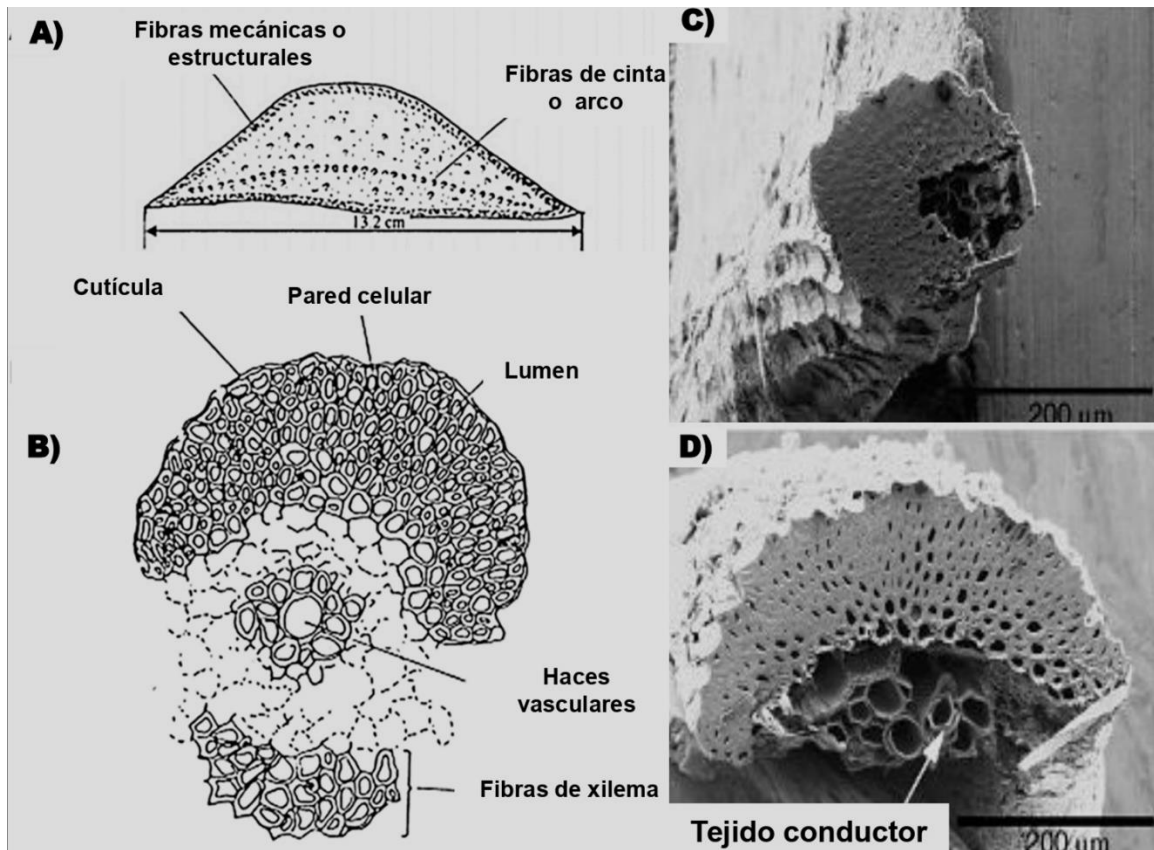 A)
Fibras mecánicas o
estructurales
Fibras de cinta
o arco
13.2 cm
Cutícula
Pared celular
Lumen
B)
Haces
vasculares
Fibras de xilema
C)
200 µm
D)
Tejido conductor
200 µm